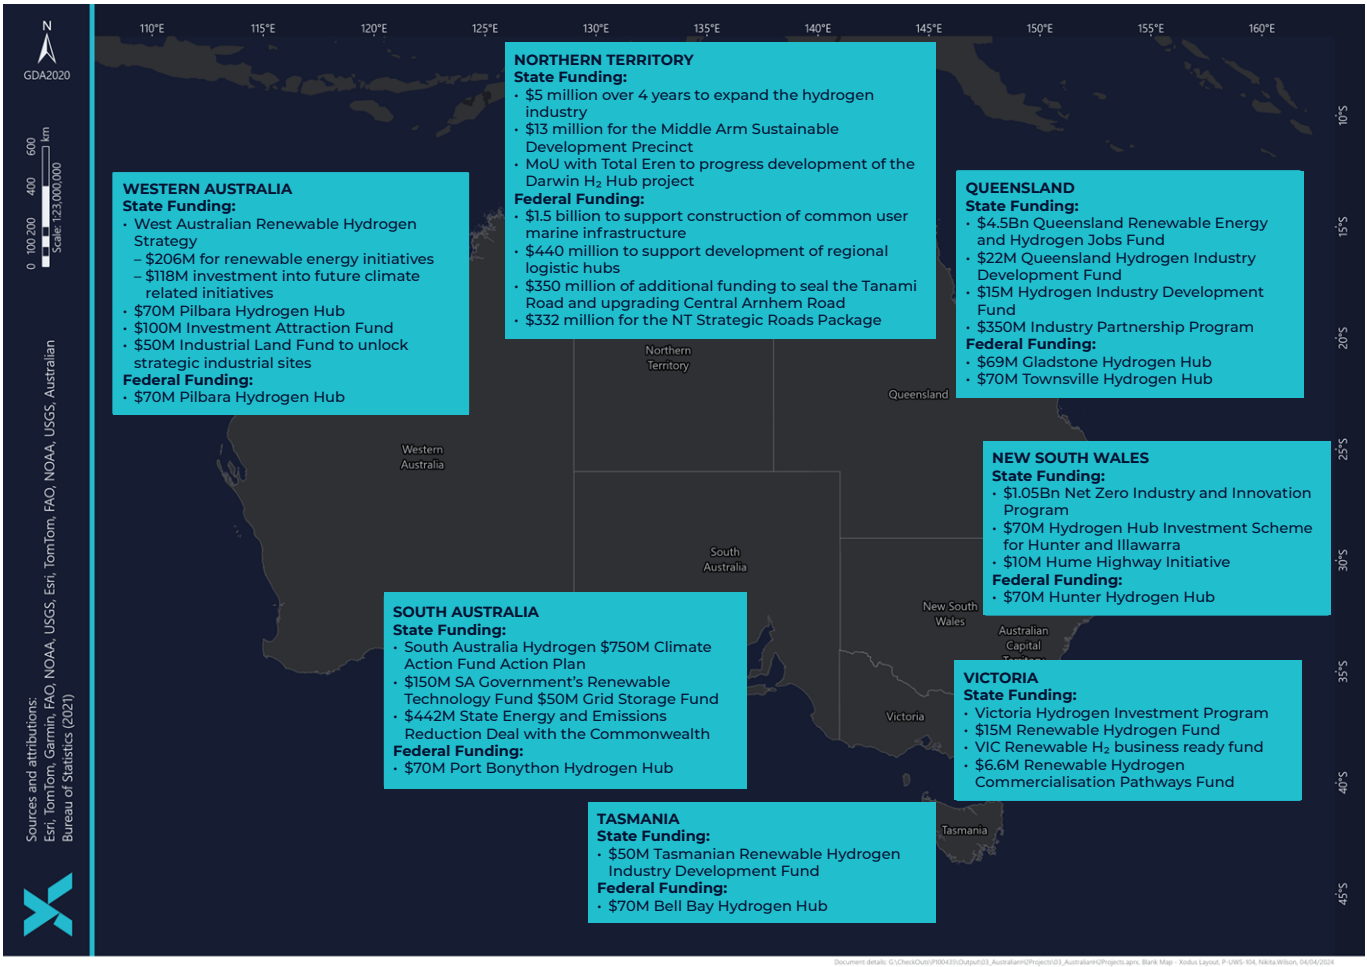 110°E
115°E
120°E
125°E
130°E
135°E
140°E
145°E
150°E
155°E
160°E
N
GDA2020
600
400
200
100
0
km
Scale: 1:23,000,000
10°S
15°S
20°S
25°S
30°S
35°S
40°S
45°S
NORTHERN TERRITORY
State Funding:
• $5 million over 4 years to expand the hydrogen
industry
• $13 million for the Middle Arm Sustainable
Development Precinct
• MoU with Total Eren to progress development of the
Darwin H₂ Hub project
Federal Funding:
• $1.5 billion to support construction of common user
marine infrastructure
• $440 million to support development of regional
logistic hubs
• $350 million of additional funding to seal the Tanami
Road and upgrading Central Arnhem Road
• $332 million for the NT Strategic Roads Package
WESTERN AUSTRALIA
State Funding:
• West Australian Renewable Hydrogen
Strategy
– $206M for renewable energy initiatives
– $118M investment into future climate
related initiatives
• $70M Pilbara Hydrogen Hub
• $100M Investment Attraction Fund
• $50M Industrial Land Fund to unlock
strategic industrial sites
Federal Funding:
• $70M Pilbara Hydrogen Hub
QUEENSLAND
State Funding:
• $4.5Bn Queensland Renewable Energy
and Hydrogen Jobs Fund
• $22M Queensland Hydrogen Industry
Development Fund
• $15M Hydrogen Industry Development
Fund
• $350M Industry Partnership Program
Federal Funding:
• $69M Gladstone Hydrogen Hub
• $70M Townsville Hydrogen Hub
Northern
Territory
Queensland
Western
Australia
South
Australia
New South
Wales
Australian
Capital
Territory
Victoria
Tasmania
NEW SOUTH WALES
State Funding:
• $1.05Bn Net Zero Industry and Innovation
Program
• $70M Hydrogen Hub Investment Scheme
for Hunter and Illawarra
• $10M Hume Highway Initiative
Federal Funding:
• $70M Hunter Hydrogen Hub
SOUTH AUSTRALIA
State Funding:
• South Australia Hydrogen $750M Climate
Action Fund Action Plan
• $150M SA Government’s Renewable
Technology Fund $50M Grid Storage Fund
• $442M State Energy and Emissions
Reduction Deal with the Commonwealth
Federal Funding:
• $70M Port Bonython Hydrogen Hub
VICTORIA
State Funding:
• Victoria Hydrogen Investment Program
• $15M Renewable Hydrogen Fund
• VIC Renewable H₂ business ready fund
• $6.6M Renewable Hydrogen
Commercialisation Pathways Fund
TASMANIA
State Funding:
• $50M Tasmanian Renewable Hydrogen
Industry Development Fund
Federal Funding:
• $70M Bell Bay Hydrogen Hub
Sources and attributions:
Esri, TomTom, Garmin, FAO, NOAA, USGS, Esri, TomTom, FAO, NOAA, USGS, Australian
Bureau of Statistics (2021)
Blank Map - Xodus Layout, P-UWS-104, Nikita.Wilson, 04/04/2024